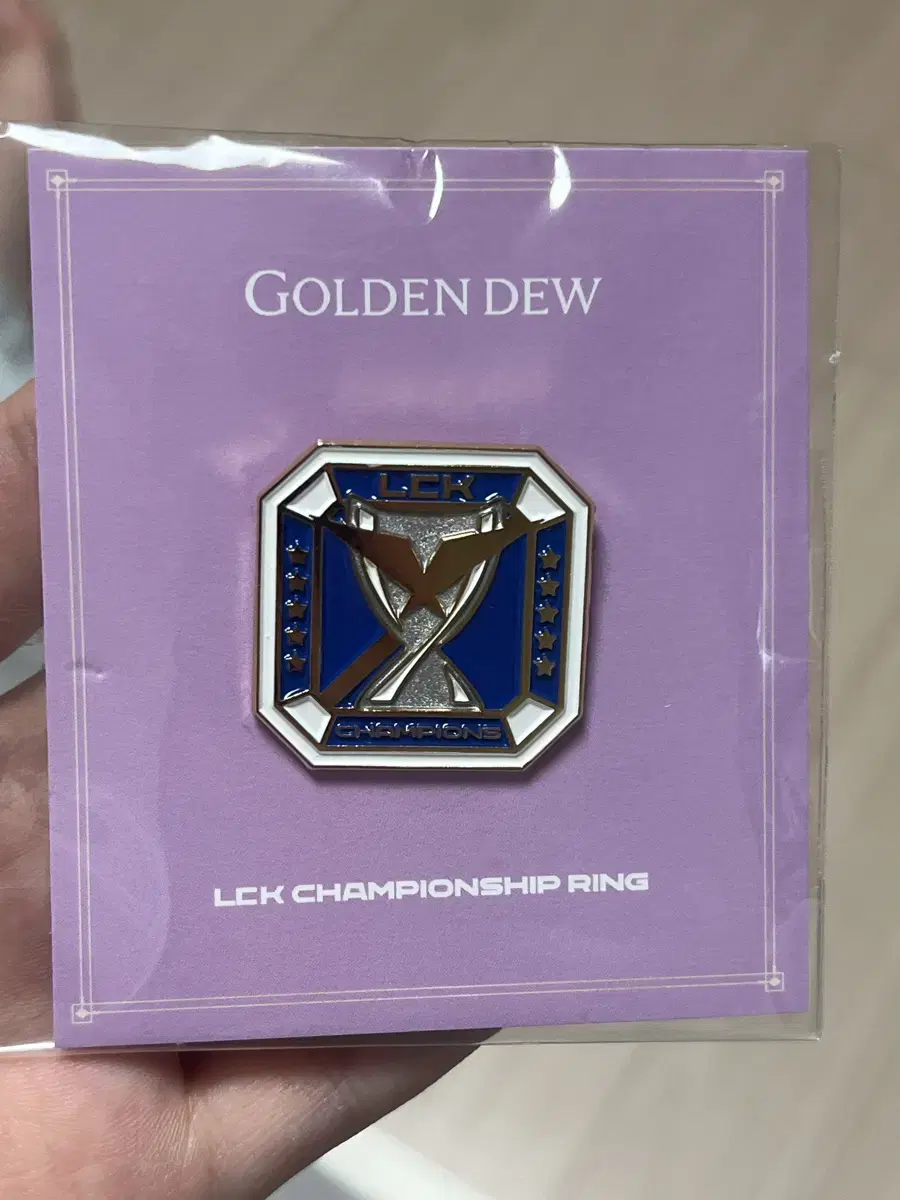 GOLDEN DEW
LCK
CHAMPIONS
LCK CHAMPIONSHIP RING